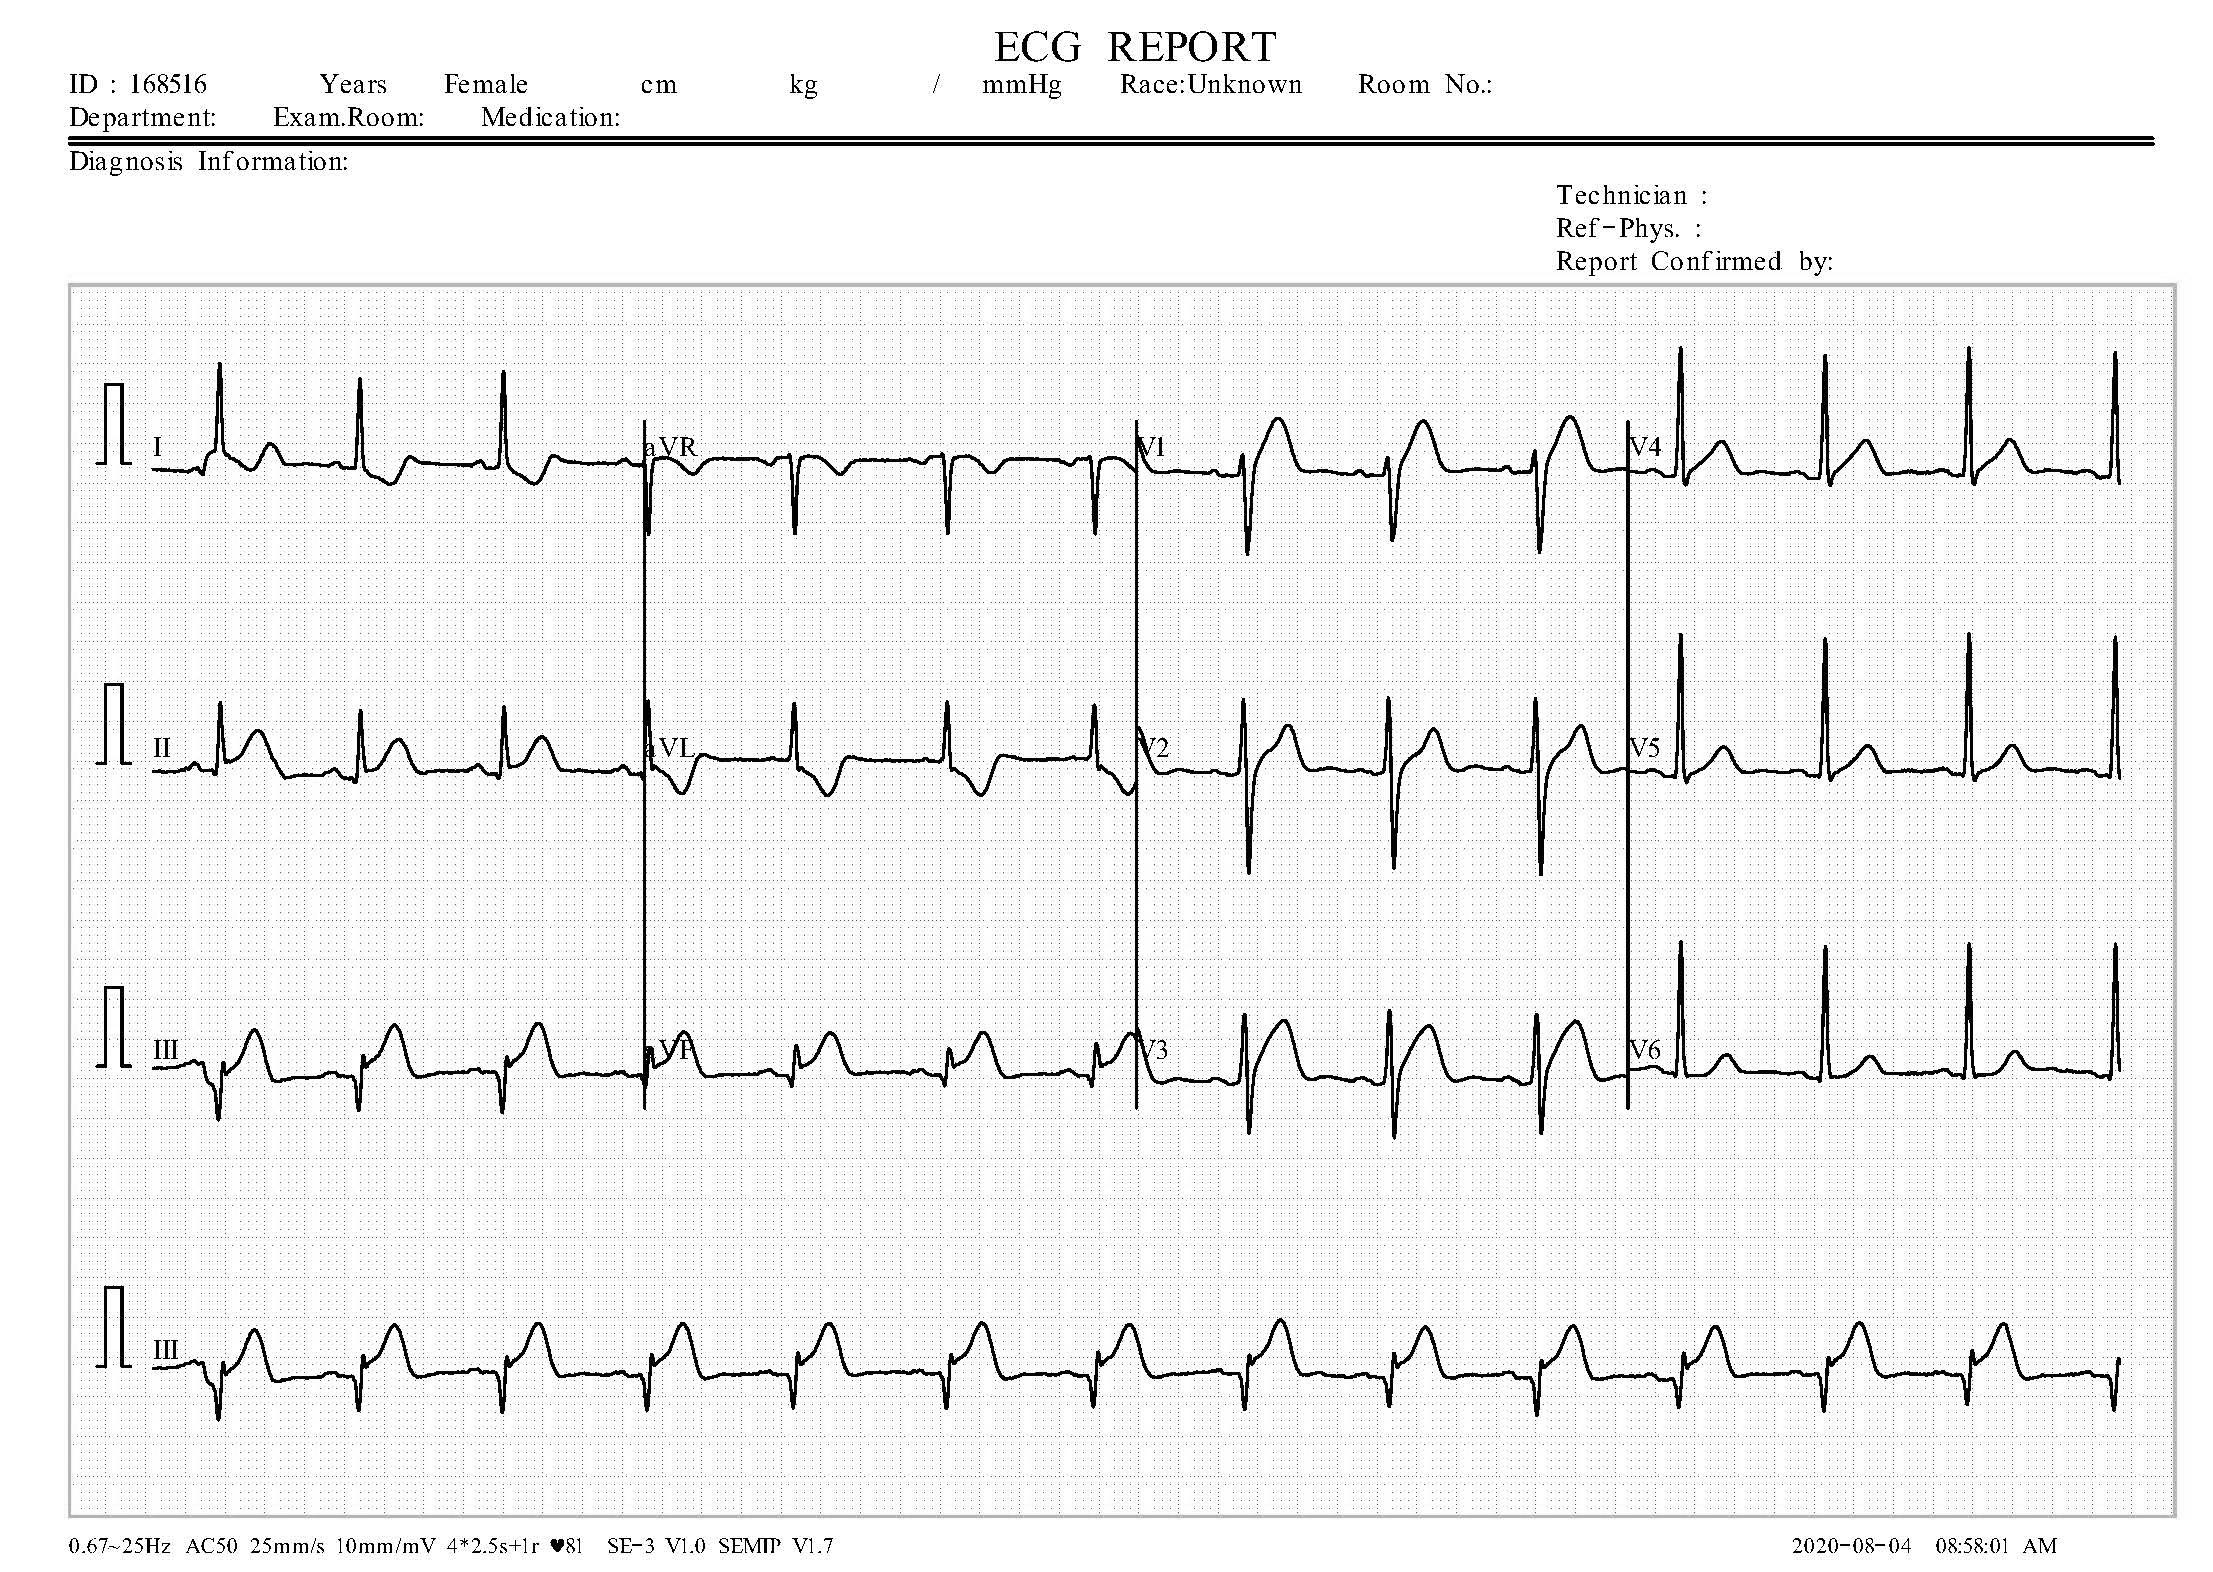 ECG REPORT
ID : 168516 Years Female cm kg / mmHg Race:Unknown Room No.:
Department: Exam.Room: Medication:
Diagnosis Information:
Technician :
Ref-Phys. :
Report Confirmed by:
I aVR V1 V4
II aVL V2 V5
III aVF V3 V6
III
0.67~25Hz AC50 25mm/s 10mm/mV 4*2.5s+1r ♥81 SE-3 V1.0 SEMIP V1.7 2020-08-04 08:58:01 AM